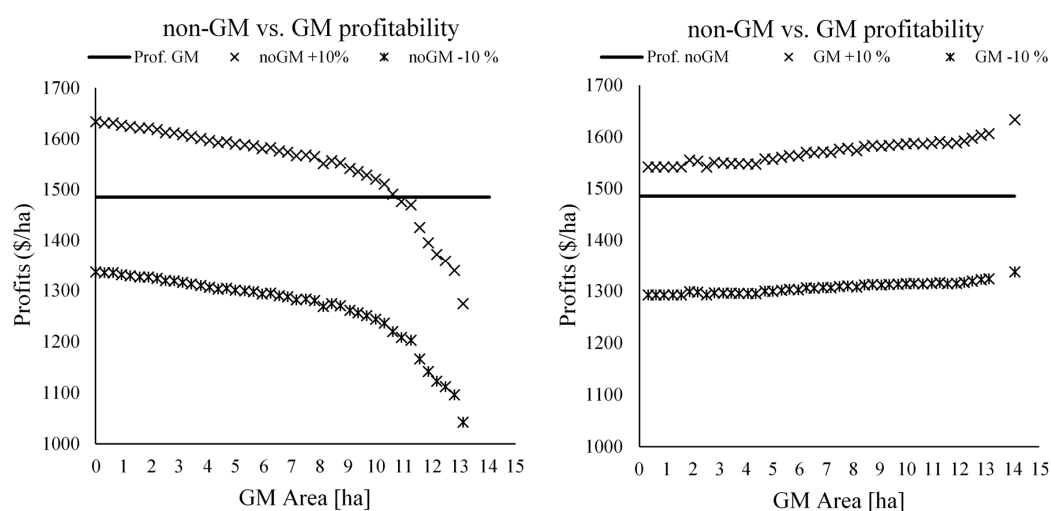 non-GM vs. GM profitability
Prof. GM noGM +10% noGM -10 %
1700
1600
1500
1400
1300
1200
1100
1000
Profits ($/ha)
0 1 2 3 4 5 6 7 8 9 10 11 12 13 14 15
GM Area [ha]
non-GM vs. GM profitability
Prof. noGM GM +10 % GM -10 %
1700
1600
1500
1400
1300
1200
1100
1000
Profits ($/ha)
0 1 2 3 4 5 6 7 8 9 10 11 12 13 14 15
GM Area [ha]